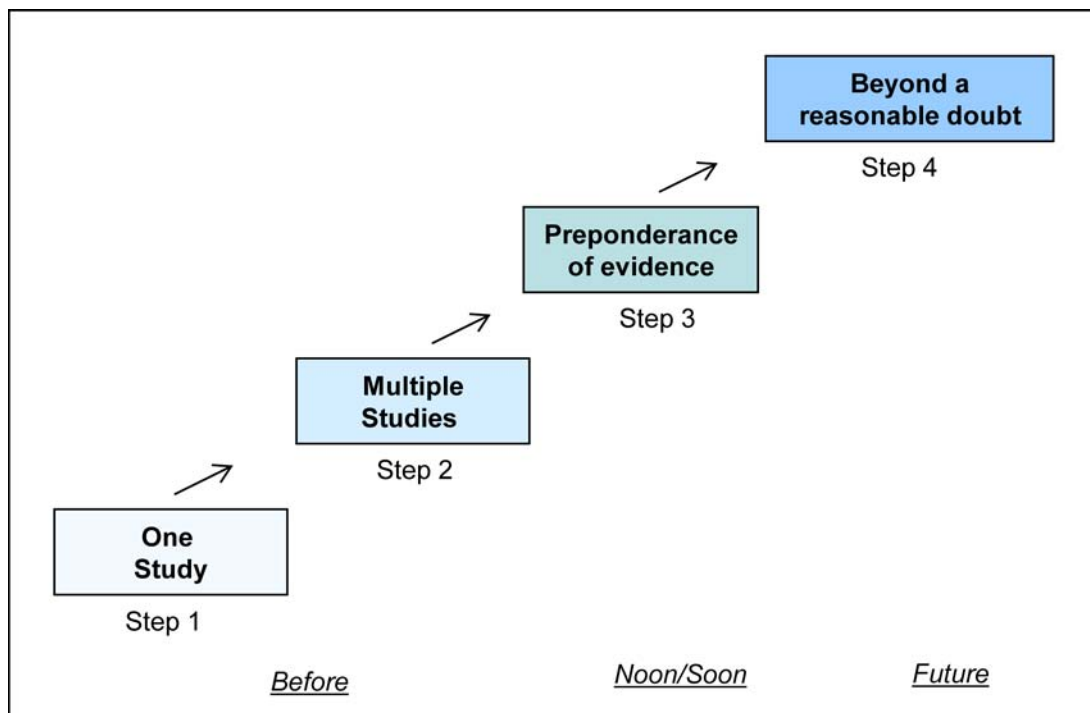 Beyond a
reasonable doubt
Step 4
Preponderance
of evidence
Step 3
Multiple
Studies
Step 2
One
Study
Step 1
Before
Noon/Soon
Future